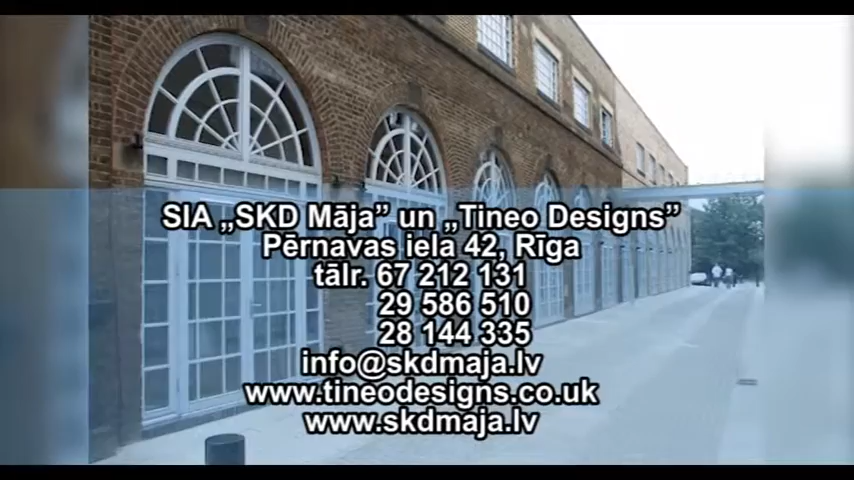 SIA „SKD Māja” un „Tineo Designs”
Pērnavas iela 42, Rīga
tālr. 67 212 131
29 586 510
28 144 335
info@skdmaja.lv
www.tineodesigns.co.uk
www.skdmaja.lv